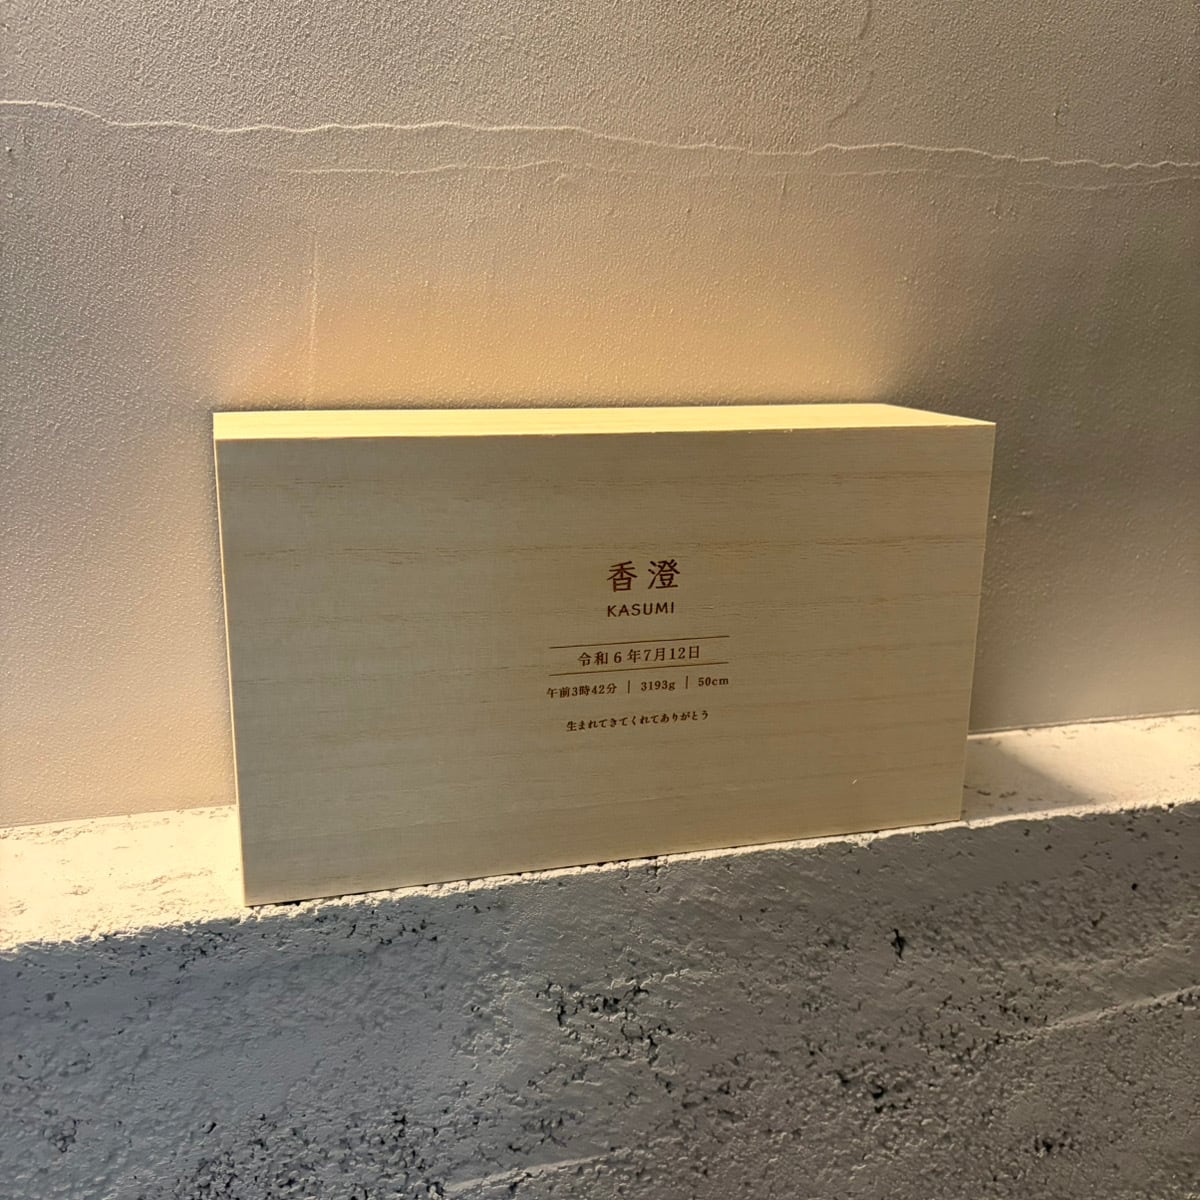 香澄
KASUMI
令和6年7月12日
午前3時42分 | 3193g | 50cm
生まれてきてくれてありがとう